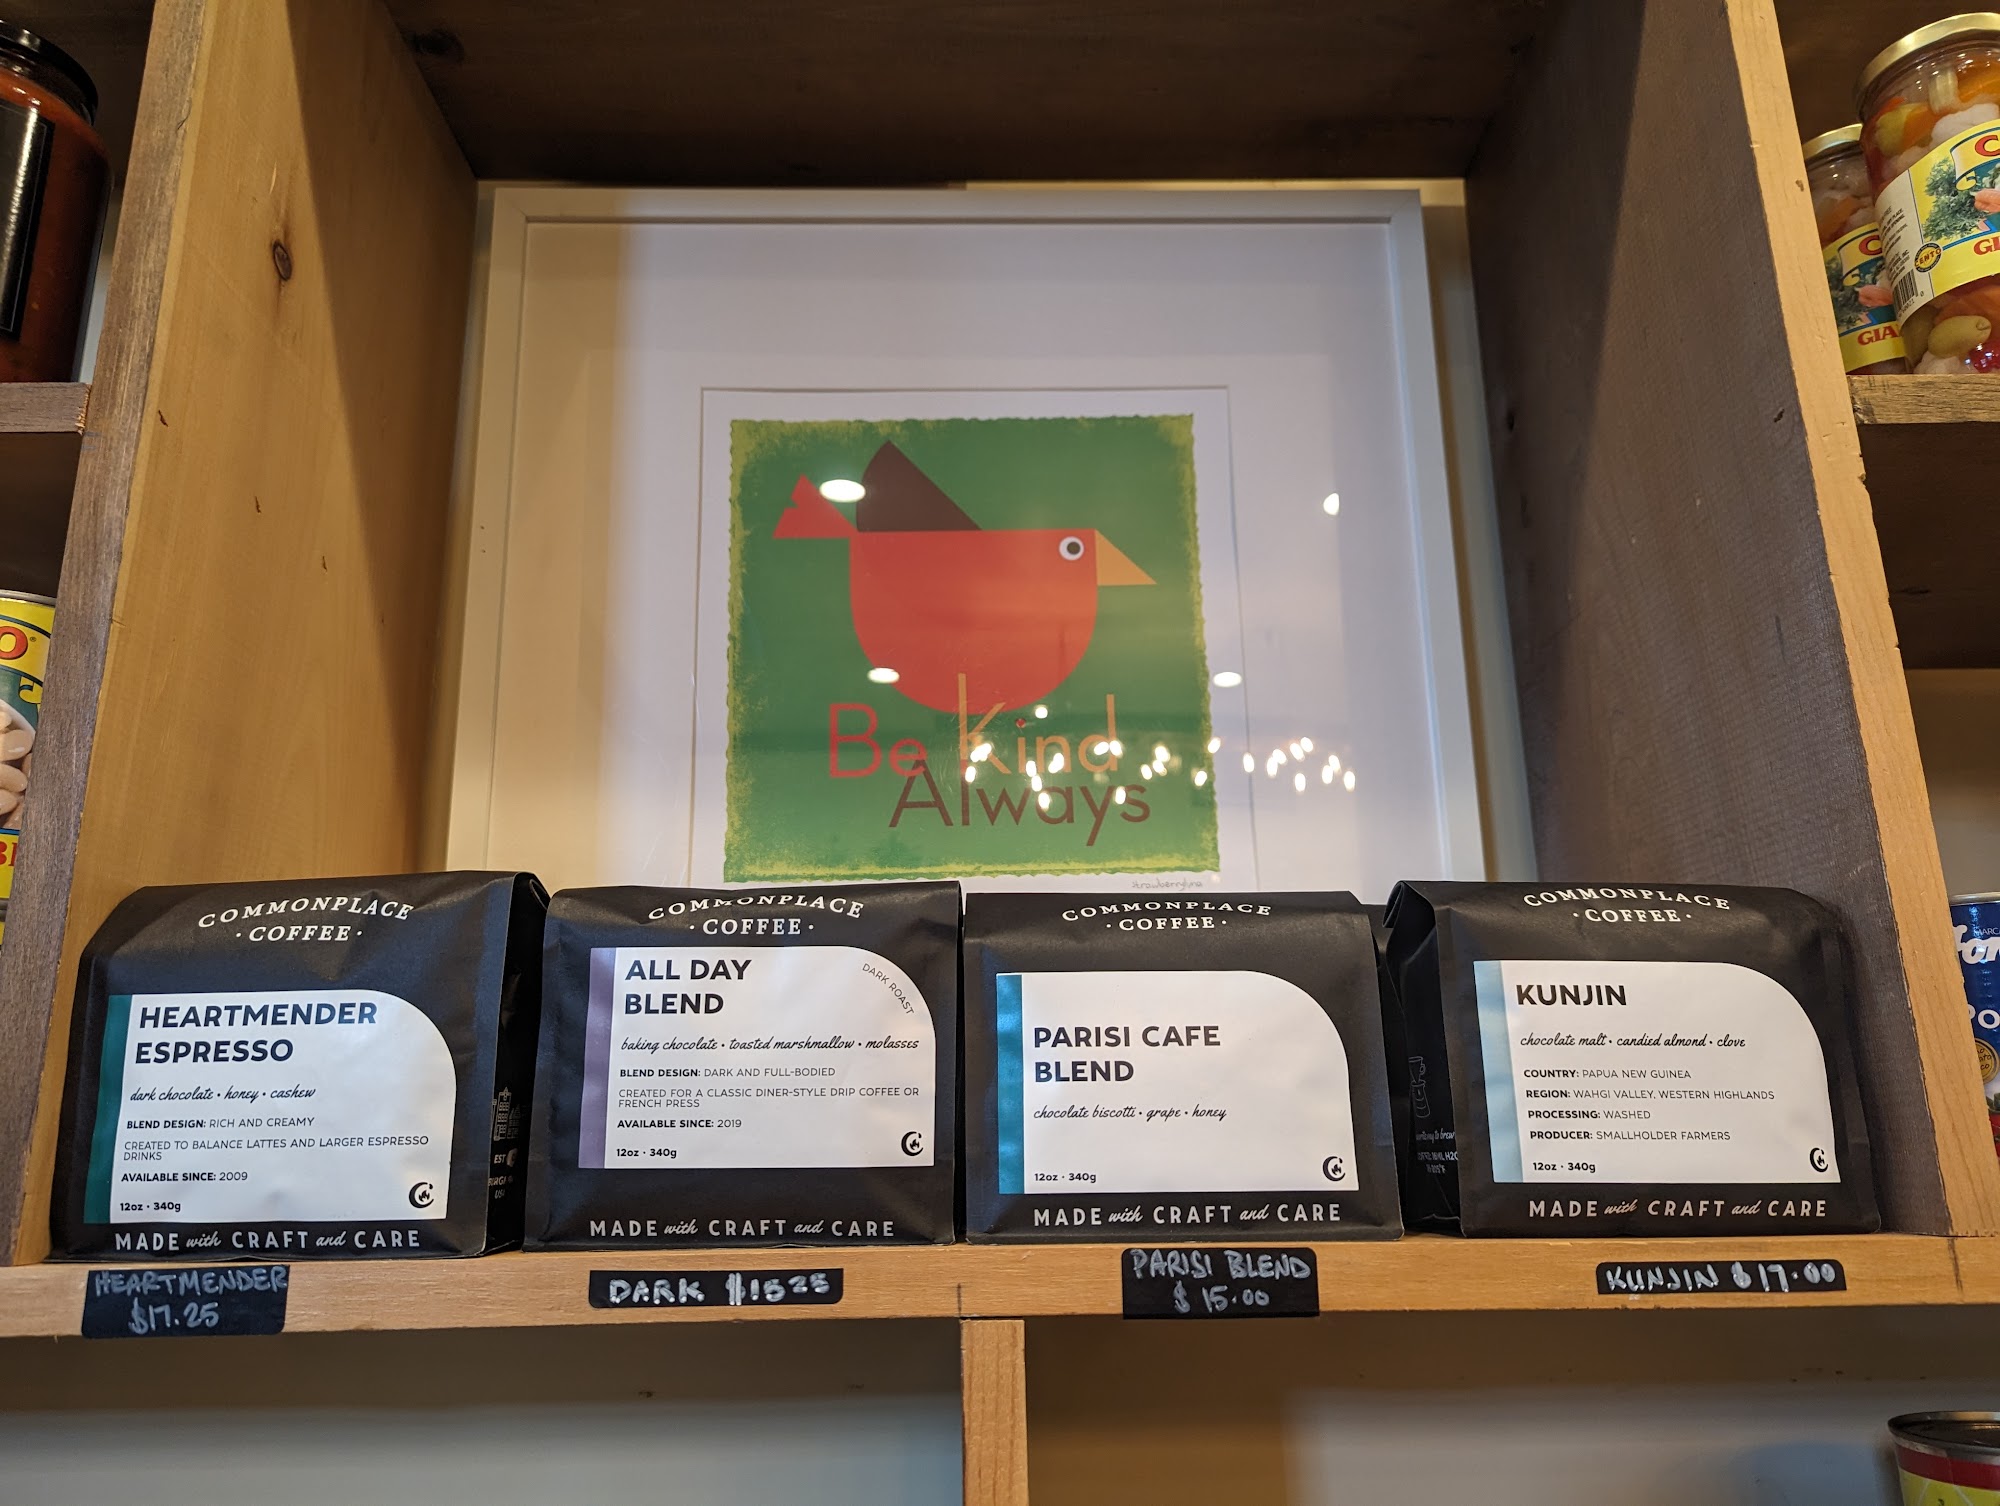 Be Kind
Always
strawberryluna
COMMONPLACE
· COFFEE ·
HEARTMENDER
ESPRESSO
dark chocolate • honey • cashew
BLEND DESIGN: RICH AND CREAMY
CREATED TO BALANCE LATTES AND LARGER ESPRESSO
DRINKS
AVAILABLE SINCE: 2009
12oz · 340g
MADE with CRAFT and CARE
COMMONPLACE
· COFFEE ·
DARK ROAST
ALL DAY
BLEND
baking chocolate • toasted marshmallow • molasses
BLEND DESIGN: DARK AND FULL-BODIED
CREATED FOR A CLASSIC DINER-STYLE DRIP COFFEE OR
FRENCH PRESS
AVAILABLE SINCE: 2019
12oz · 340g
MADE with CRAFT and CARE
COMMONPLACE
· COFFEE ·
PARISI CAFE
BLEND
chocolate biscotti • grape • honey
12oz · 340g
MADE with CRAFT and CARE
COMMONPLACE
· COFFEE ·
KUNJIN
chocolate malt • candied almond • clove
COUNTRY: PAPUA NEW GUINEA
REGION: WAHGI VALLEY, WESTERN HIGHLANDS
PROCESSING: WASHED
PRODUCER: SMALLHOLDER FARMERS
12oz · 340g
MADE with CRAFT and CARE
HEARTMENDER
$17.25
DARK $15.25
PARISI BLEND
$15.00
KUNJIN $17.00
CENTO